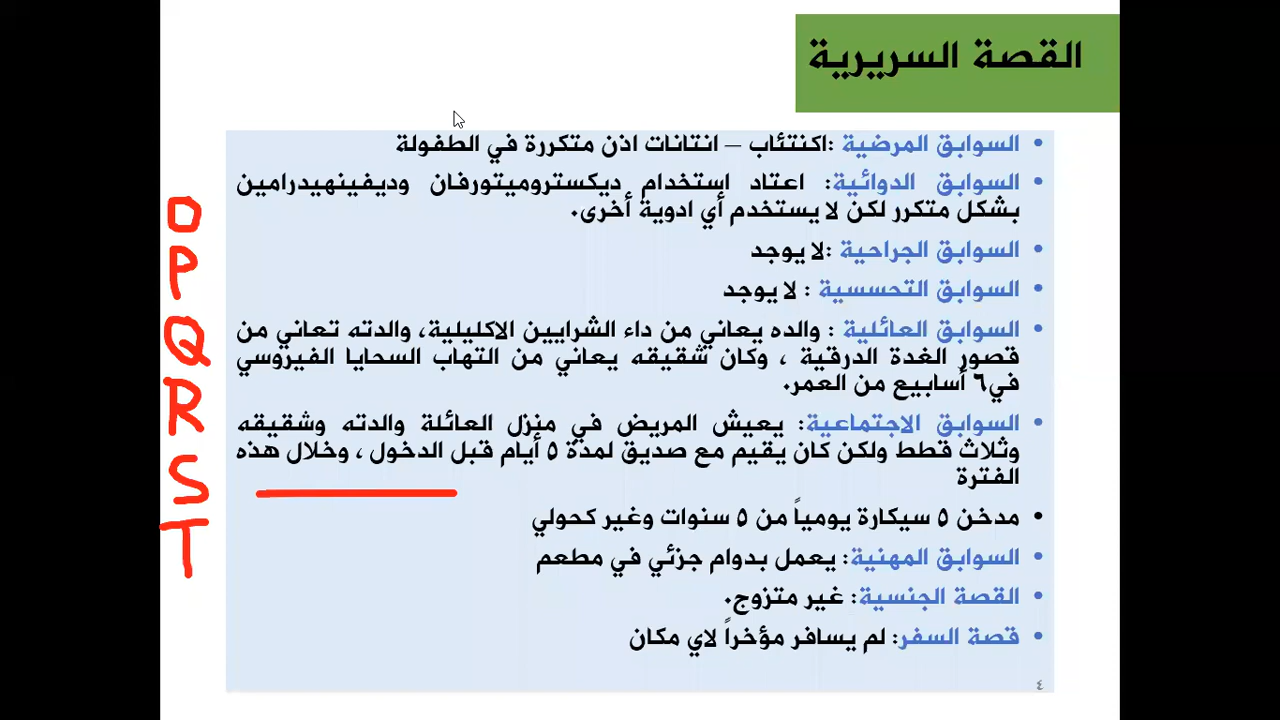 القصة السريرية
• السوابق المرضية :اكنتئاب – انتانات اذن متكررة في الطفولة
• السوابق الدوائية: اعتاد استخدام ديكستروميتورفان وديفينهيدرامين
بشكل متكرر لكن لا يستخدم أي ادوية أخرى.
• السوابق الجراحية :لا يوجد
• السوابق التحسسية : لا يوجد
• السوابق العائلية : والده يعاني من داء الشرايين الاكليلية، والدته تعاني من
قصور الغدة الدرقية ، وكان شقيقه يعاني من التهاب السحايا الفيروسي
في٦ أسابيع من العمر.
• السوابق الاجتماعية: يعيش المريض في منزل العائلة والدته وشقيقه
وثلاث قطط ولكن كان يقيم مع صديق لمدة ٥ أيام قبل الدخول ، وخلال هذه
الفترة
• مدخن ٥ سيكارة يومياً من ٥ سنوات وغير كحولي
• السوابق المهنية: يعمل بدوام جزئي في مطعم
• القصة الجنسية: غير متزوج.
• قصة السفر: لم يسافر مؤخراً لاي مكان
٤
O
P
Q
R
S
T